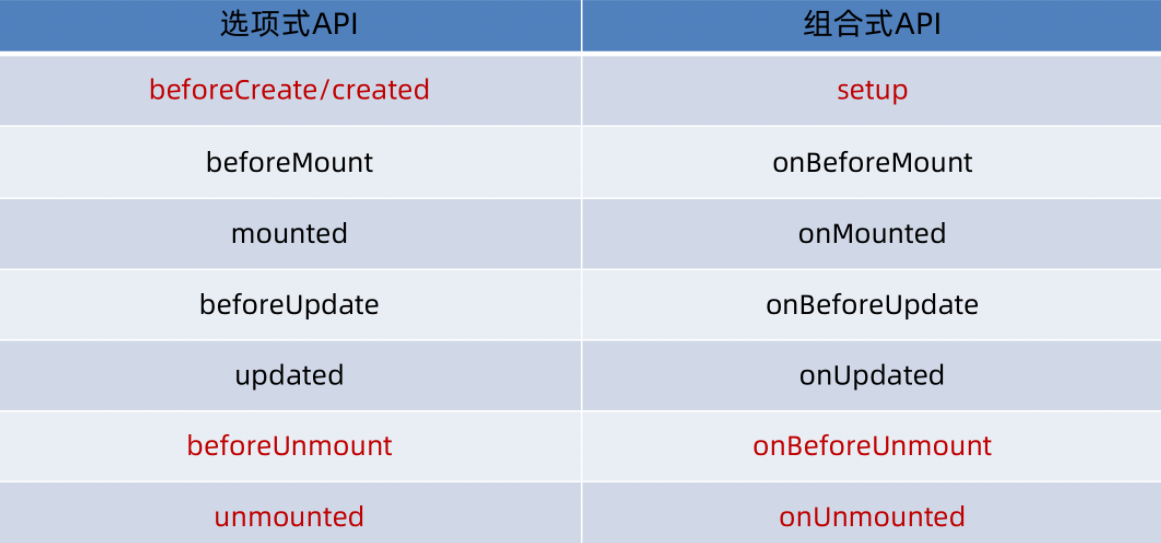 选项式API 组合式API
beforeCreate/created setup
beforeMount onBeforeMount
mounted onMounted
beforeUpdate onBeforeUpdate
updated onUpdated
beforeUnmount onBeforeUnmount
unmounted onUnmounted